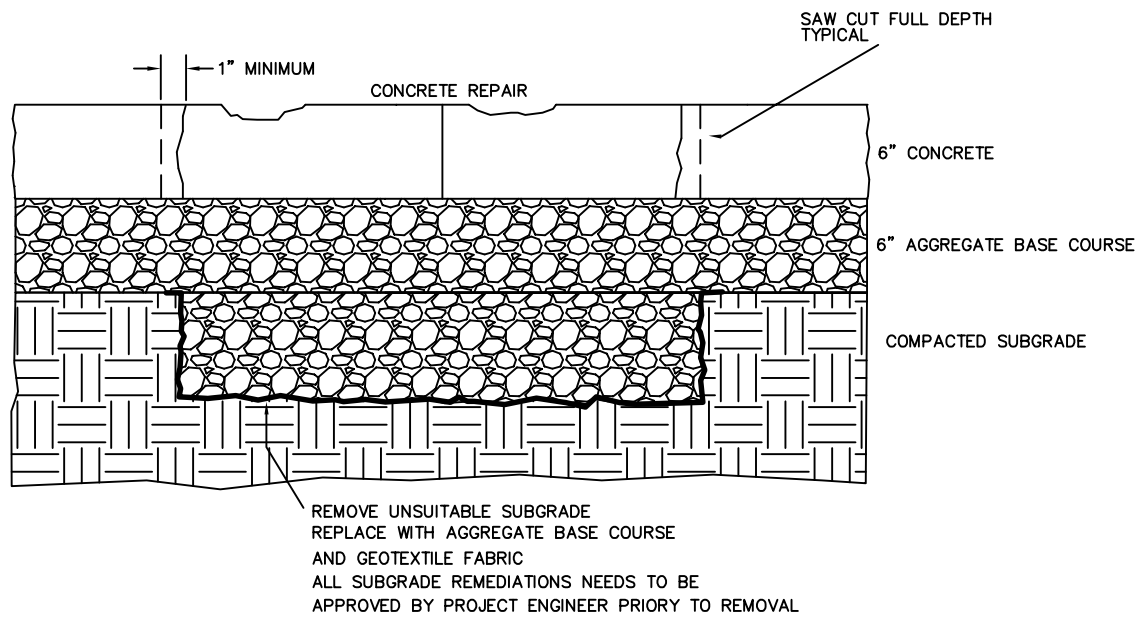 SAW CUT FULL DEPTH
TYPICAL
1" MINIMUM
CONCRETE REPAIR
6" CONCRETE
6" AGGREGATE BASE COURSE
COMPACTED SUBGRADE
REMOVE UNSUITABLE SUBGRADE
REPLACE WITH AGGREGATE BASE COURSE
AND GEOTEXTILE FABRIC
ALL SUBGRADE REMEDIATIONS NEEDS TO BE
APPROVED BY PROJECT ENGINEER PRIORY TO REMOVAL